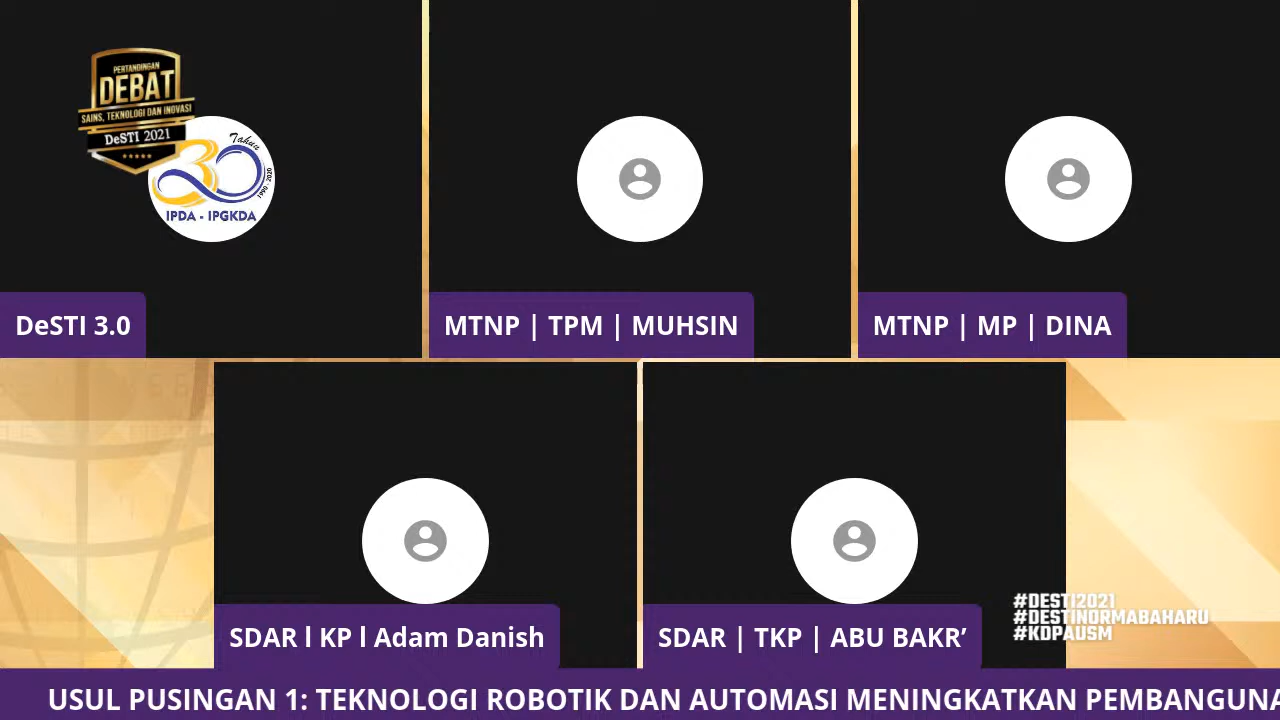 PERTANDINGAN
DEBAT
SAINS, TEKNOLOGI DAN INOVASI
DeSTI 2021
Tahun
30
1990 - 2020
IPDA - IPGKDA
DeSTI 3.0
MTNP | TPM | MUHSIN
MTNP | MP | DINA
SDAR l KP l Adam Danish
SDAR | TKP | ABU BAKR’
#DESTI2021
#DESTINORMABAHARU
#KDPAUSM
USUL PUSINGAN 1: TEKNOLOGI ROBOTIK DAN AUTOMASI MENINGKATKAN PEMBANGUNA